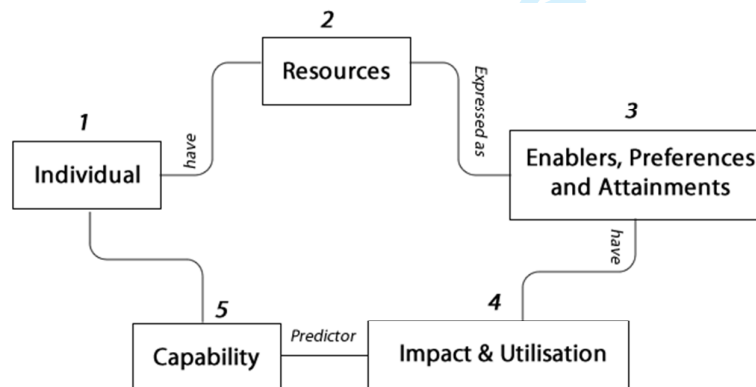 1
Individual
have
2
Resources
Expressed as
3
Enablers, Preferences
and Attainments
have
4
Impact & Utilisation
Predictor
5
Capability